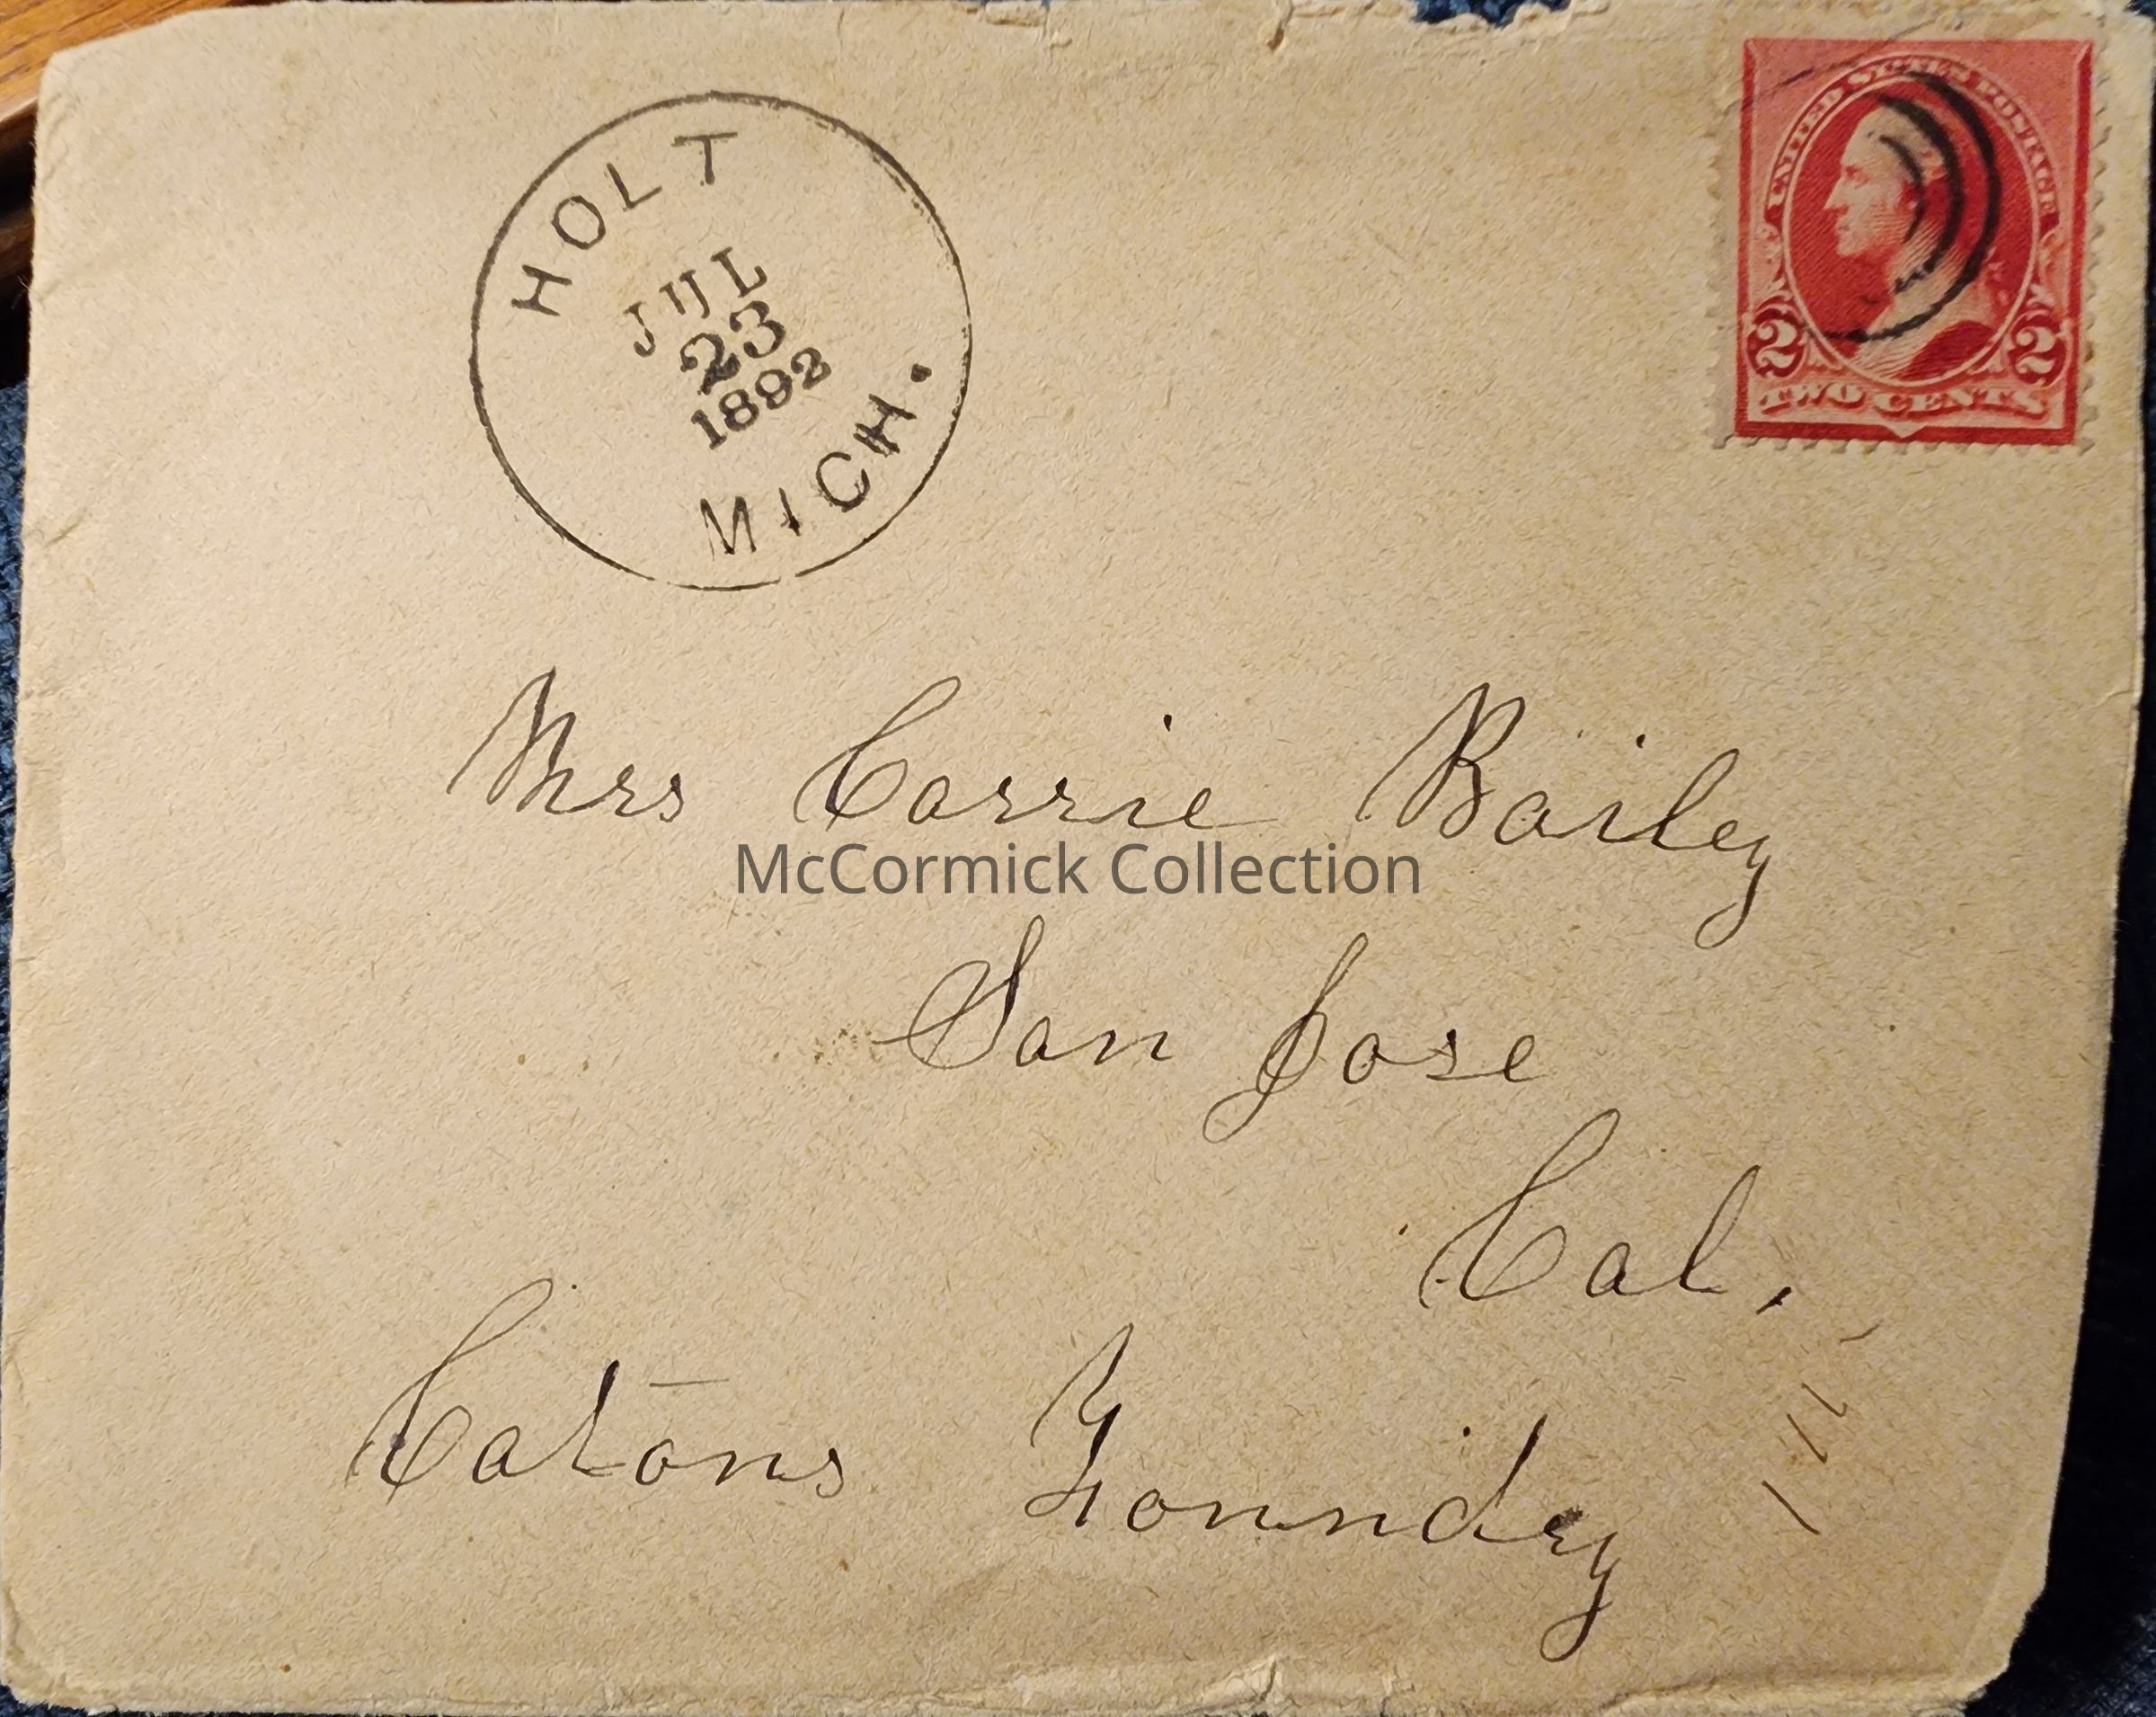 HOLT
JUL
23
1892
MICH.
UNITED STATES POSTAGE
2 2
TWO CENTS
Mrs Carrie Bailey
McCormick Collection
San Jose
Cal.
Catons Founndry